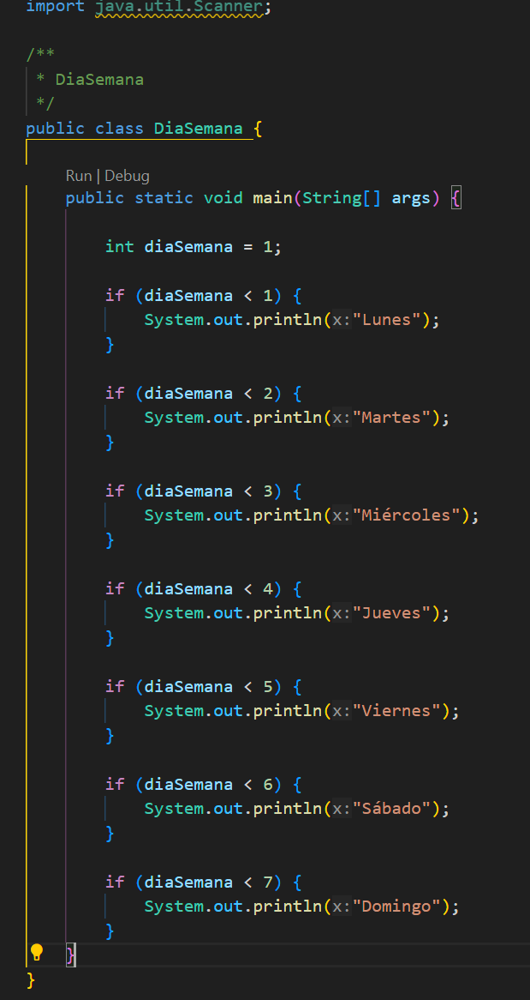 import java.util.Scanner;
/**
 * DiaSemana
 */
public class DiaSemana {
Run | Debug
public static void main(String[] args) {
int diaSemana = 1;
if (diaSemana < 1) {
System.out.println(x:"Lunes");
}
if (diaSemana < 2) {
System.out.println(x:"Martes");
}
if (diaSemana < 3) {
System.out.println(x:"Miércoles");
}
if (diaSemana < 4) {
System.out.println(x:"Jueves");
}
if (diaSemana < 5) {
System.out.println(x:"Viernes");
}
if (diaSemana < 6) {
System.out.println(x:"Sábado");
}
if (diaSemana < 7) {
System.out.println(x:"Domingo");
}
}
}